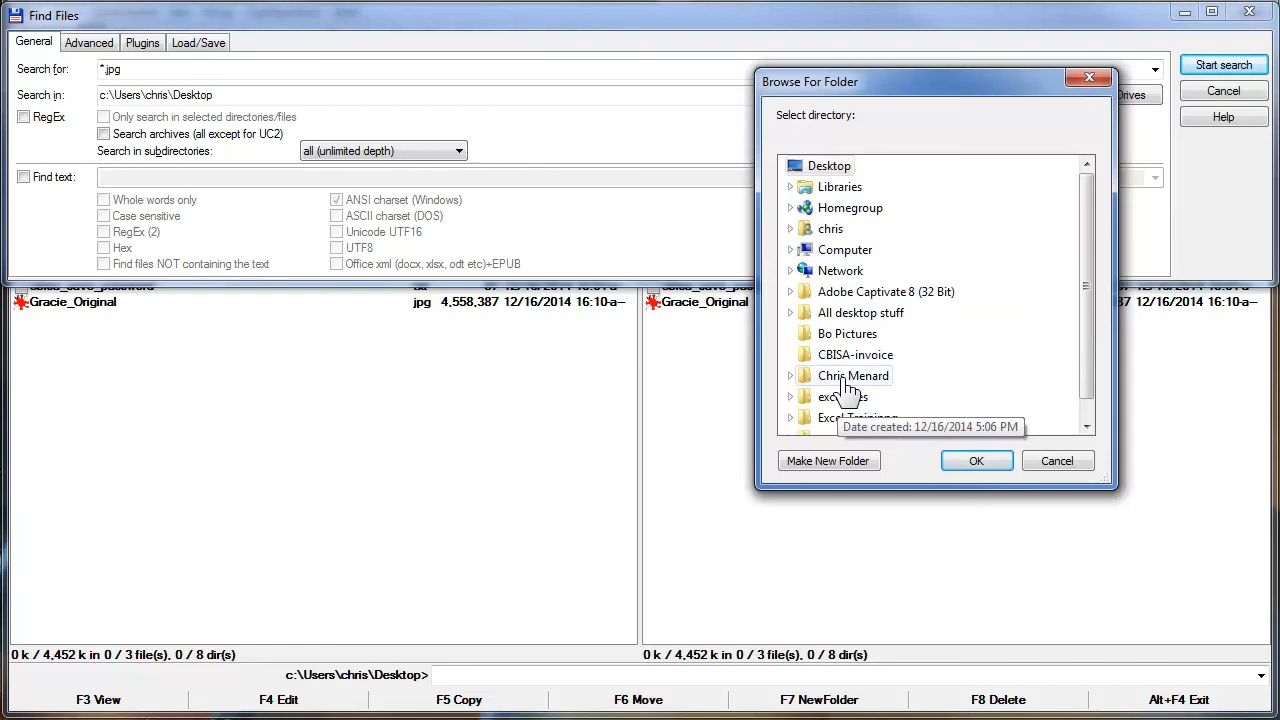 Find Files
General Advanced Plugins Load/Save
Search for: *.jpg
Start search
Search in: c:\Users\chris\Desktop
Drives
Cancel
RegEx Only search in selected directories/files
Help
Search archives (all except for UC2)
Search in subdirectories: all (unlimited depth)
Find text:
Whole words only ANSI charset (Windows)
Case sensitive ASCII charset (DOS)
RegEx (2) Unicode UTF16
Hex UTF8
Find files NOT containing the text Office xml (docx, xlsx, odt etc)+EPUB
Browse For Folder
Select directory:
Desktop
Libraries
Homegroup
chris
Computer
Network
Adobe Captivate 8 (32 Bit)
All desktop stuff
Bo Pictures
CBISA-invoice
Chris Menard
Date created: 12/16/2014 5:06 PM
Make New Folder OK Cancel
Gracie_Original jpg 4,558,387 12/16/2014 16:10 -a--
Gracie_Original 87 12/16/2014 16:10 -a--
0 k / 4,452 k in 0 / 3 file(s), 0 / 8 dir(s)
0 k / 4,452 k in 0 / 3 file(s), 0 / 8 dir(s)
c:\Users\chris\Desktop>
F3 View F4 Edit F5 Copy F6 Move F7 NewFolder F8 Delete Alt+F4 Exit